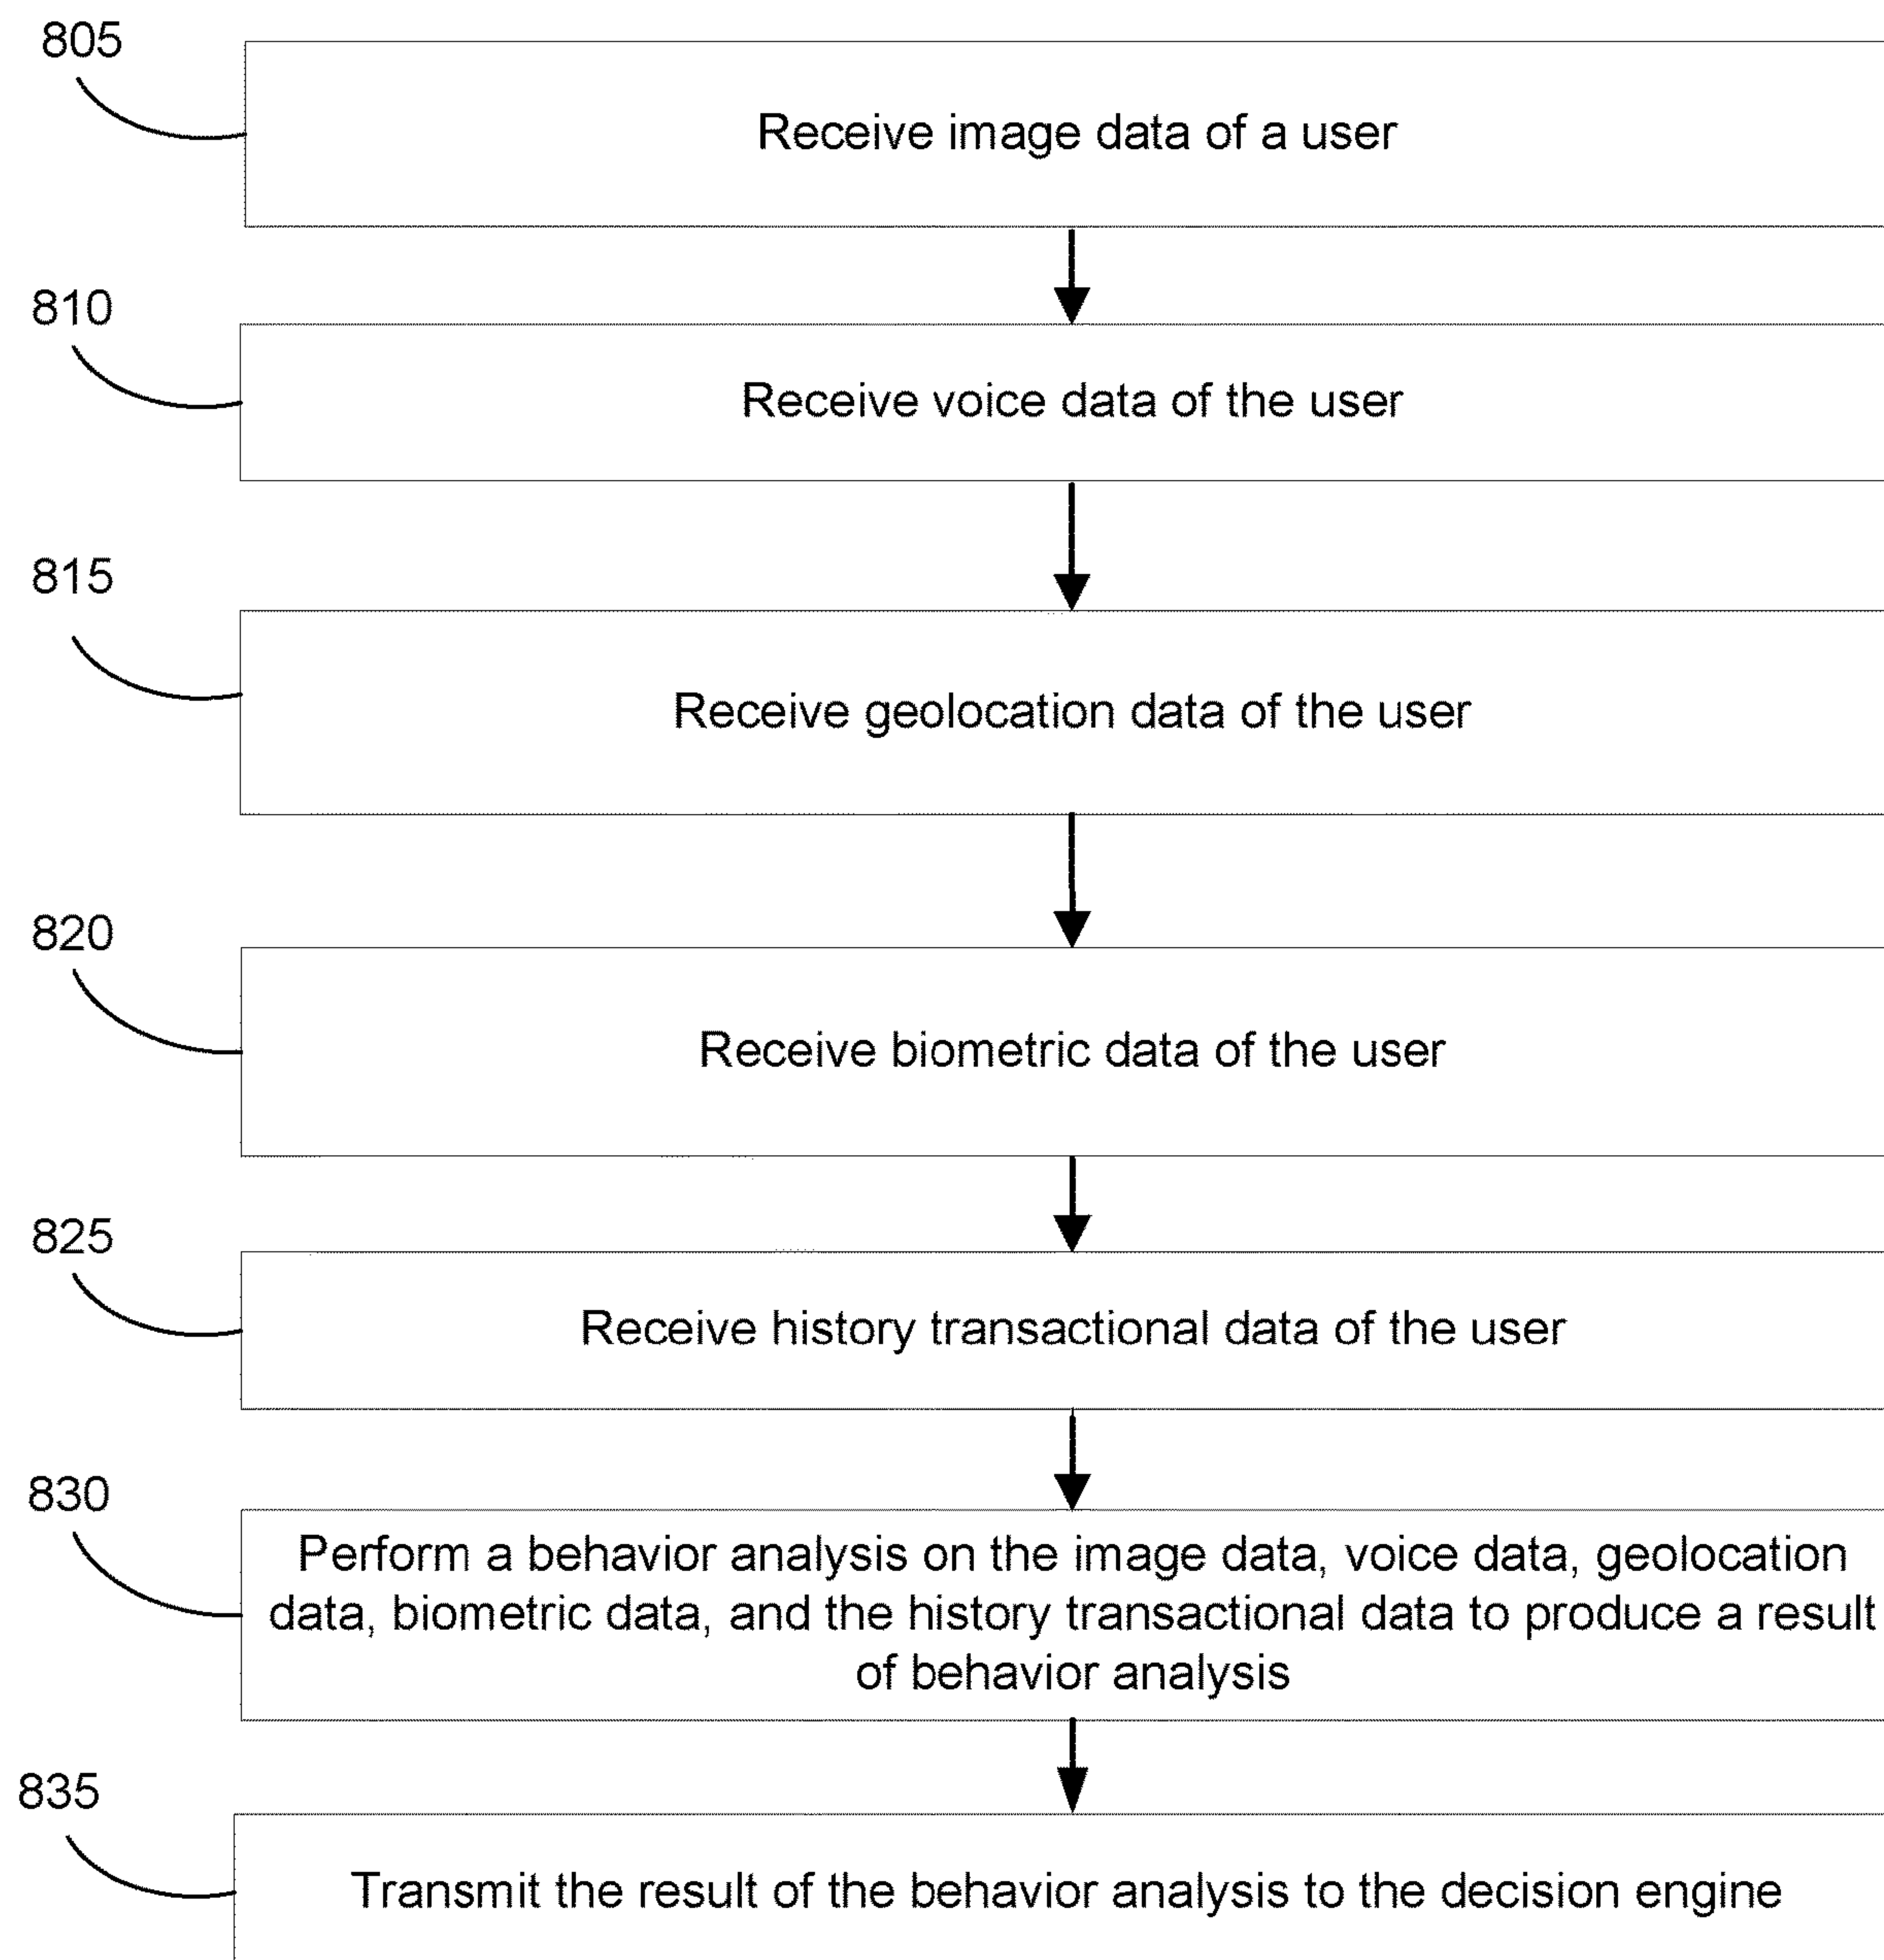 805
Receive image data of a user
810
Receive voice data of the user
815
Receive geolocation data of the user
820
Receive biometric data of the user
825
Receive history transactional data of the user
830
Perform a behavior analysis on the image data, voice data, geolocation
data, biometric data, and the history transactional data to produce a result
of behavior analysis
835
Transmit the result of the behavior analysis to the decision engine